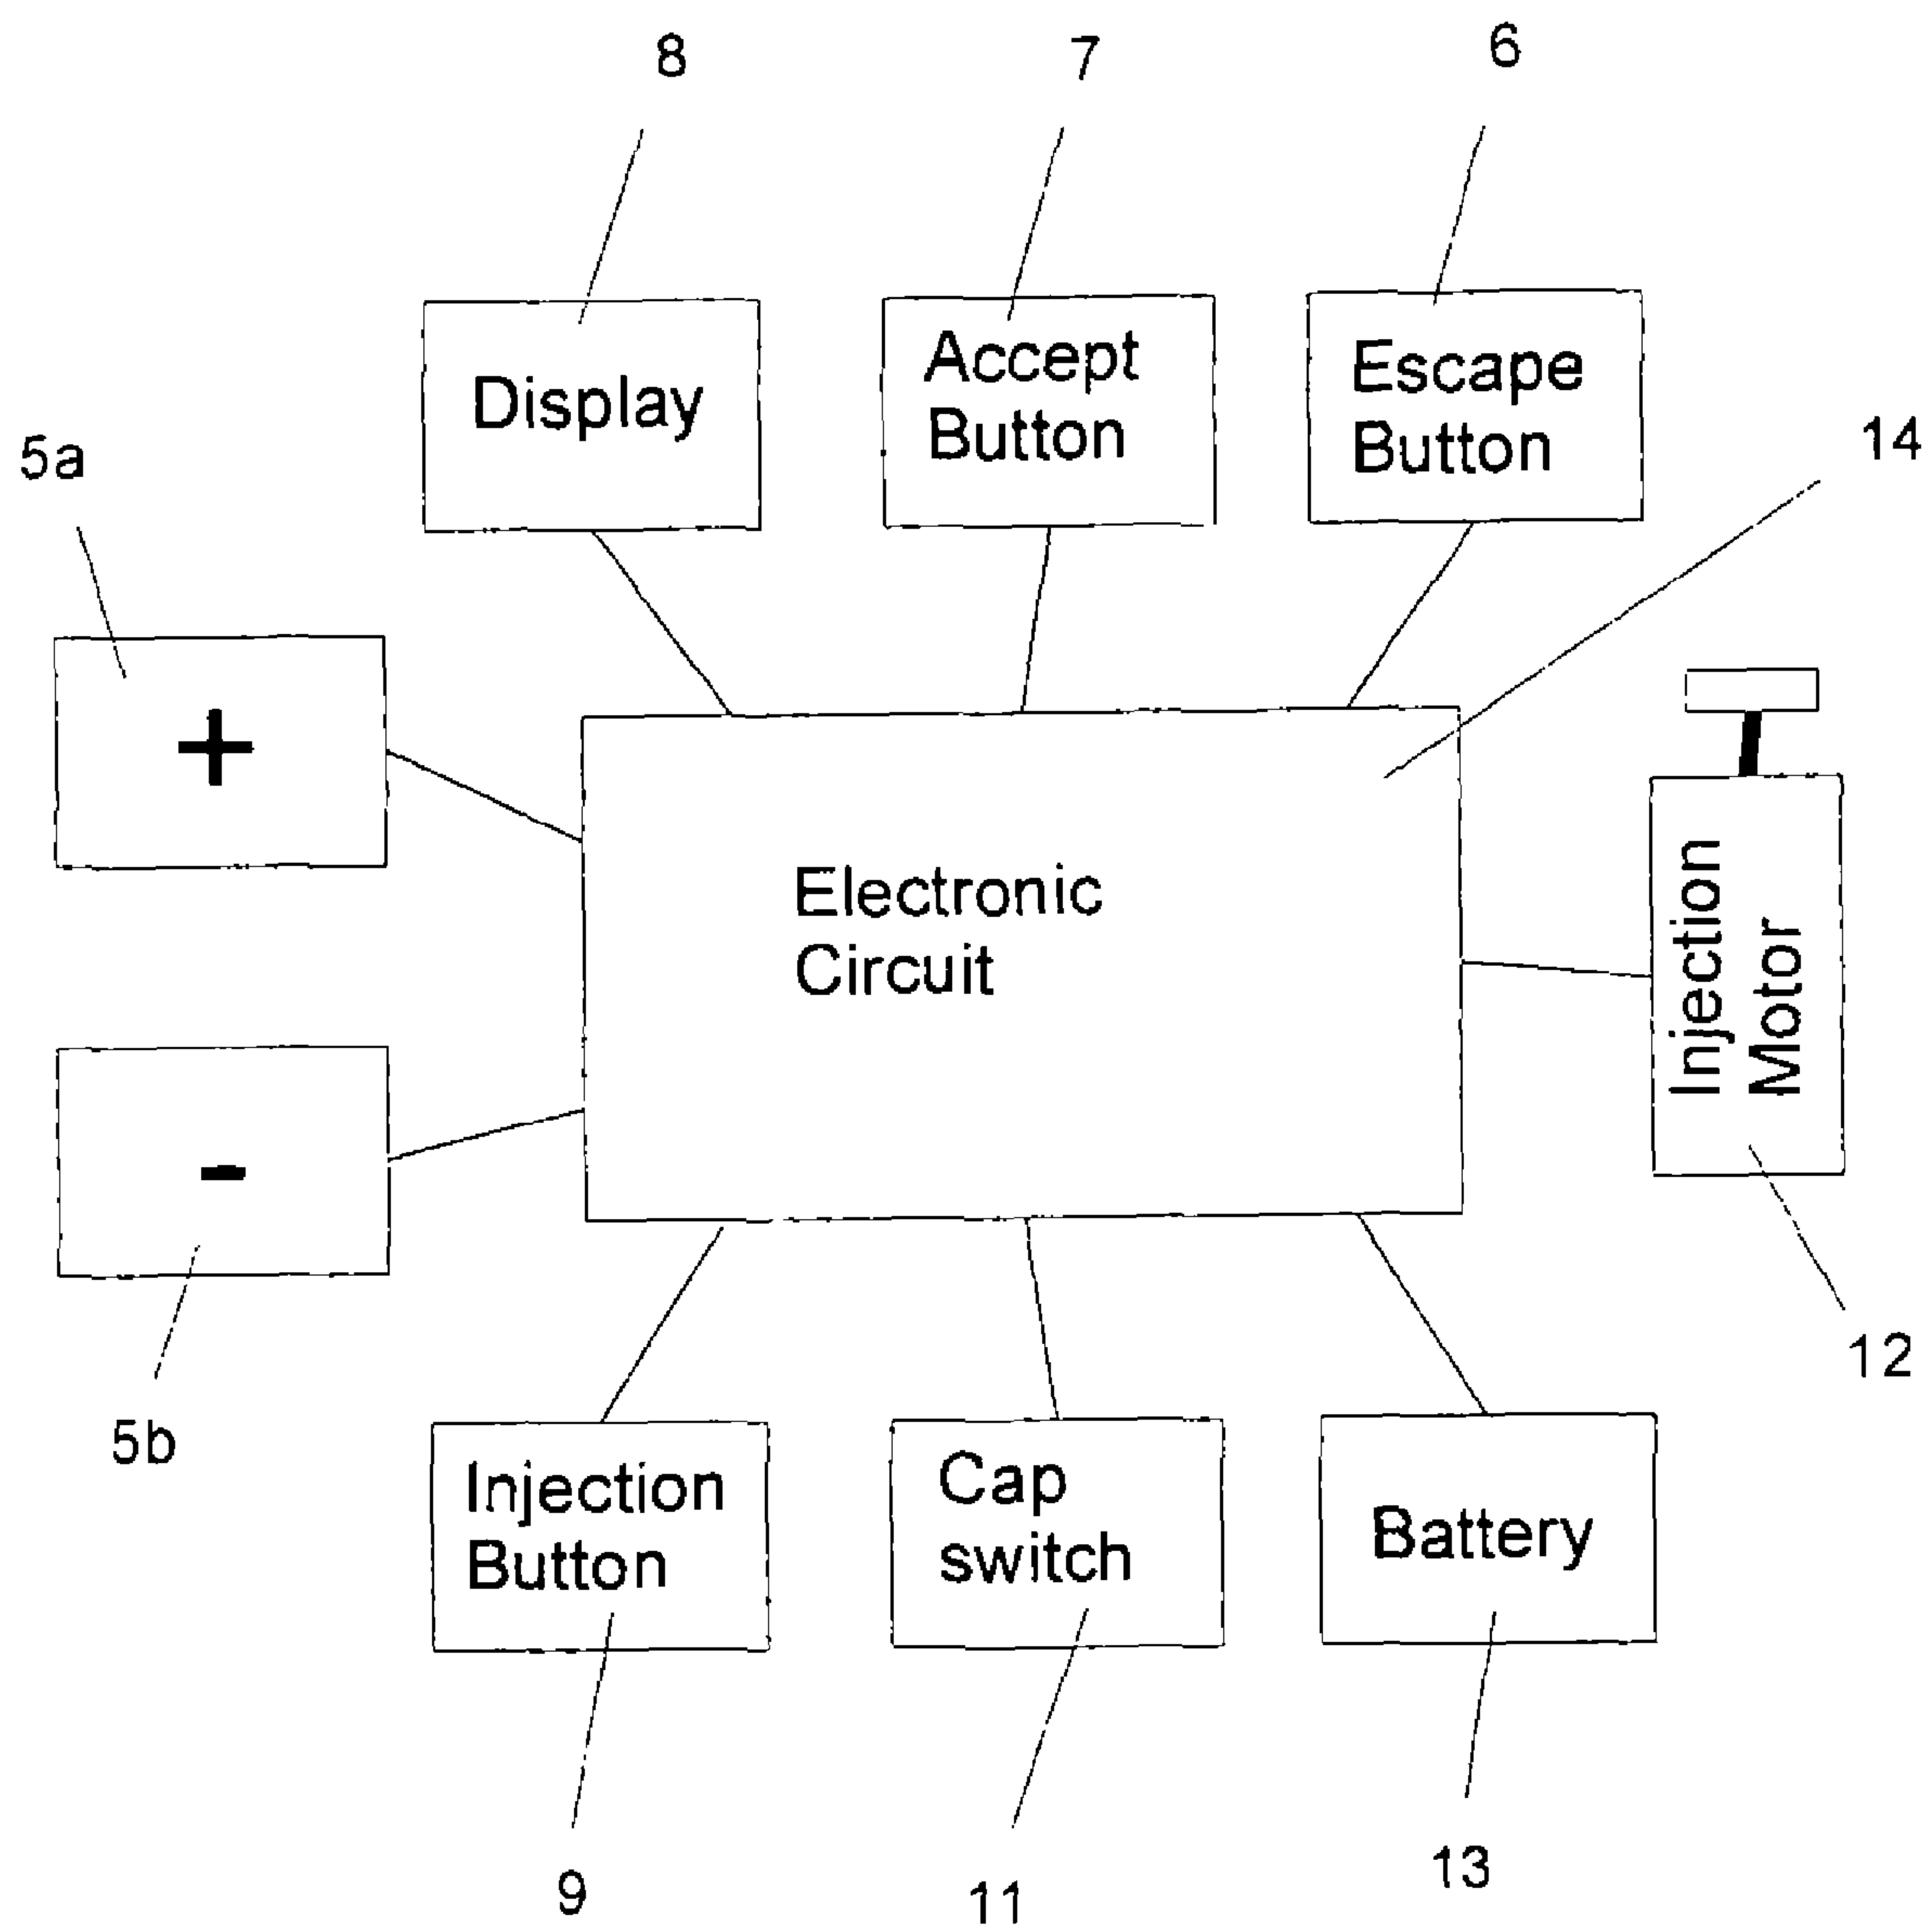 8
7
6
Display
Accept
Button
Escape
Button
14
5a
+
Electronic
Circuit
Injection
Motor
-
12
5b
Injection
Button
Cap
switch
Battery
9
11
13